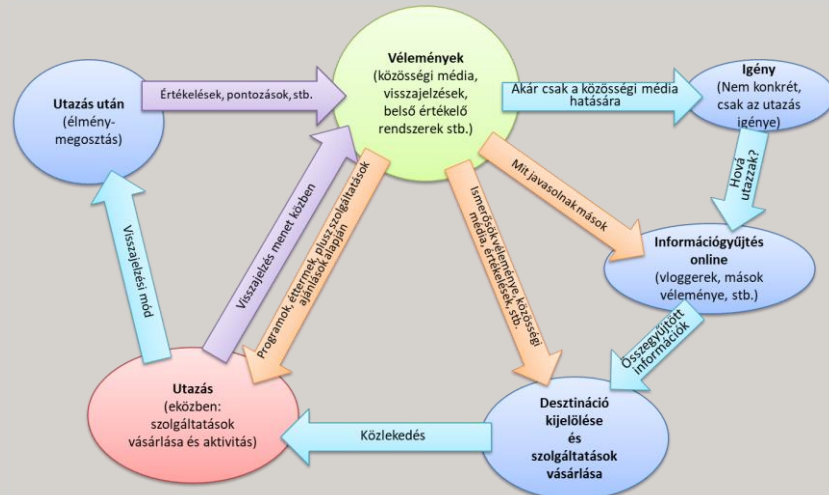 Vélemények
(közösségi média,
visszajelzések,
belső értékelő
rendszerek stb.)
Igény
(Nem konkrét,
csak az utazás
igénye)
Utazás után
(élmény-
megosztás)
Értékelések, pontozások, stb.
Akár csak a közösségi média
hatására
Hová
utazzak?
Mit javasolnak mások
Információgyűjtés
online
(vloggerek, mások
véleménye, stb.)
Visszajelzési mód
Visszajelzés menet közben
Programok, éttermek, plusz szolgáltatások
ajánlások alapján
Ismerősök véleménye, közösségi
média, értékelések, stb.
Összegyűjtött
információk
Utazás
(eközben:
szolgáltatások
vásárlása és aktivitás)
Közlekedés
Desztináció
kijelölése
és
szolgáltatások
vásárlása